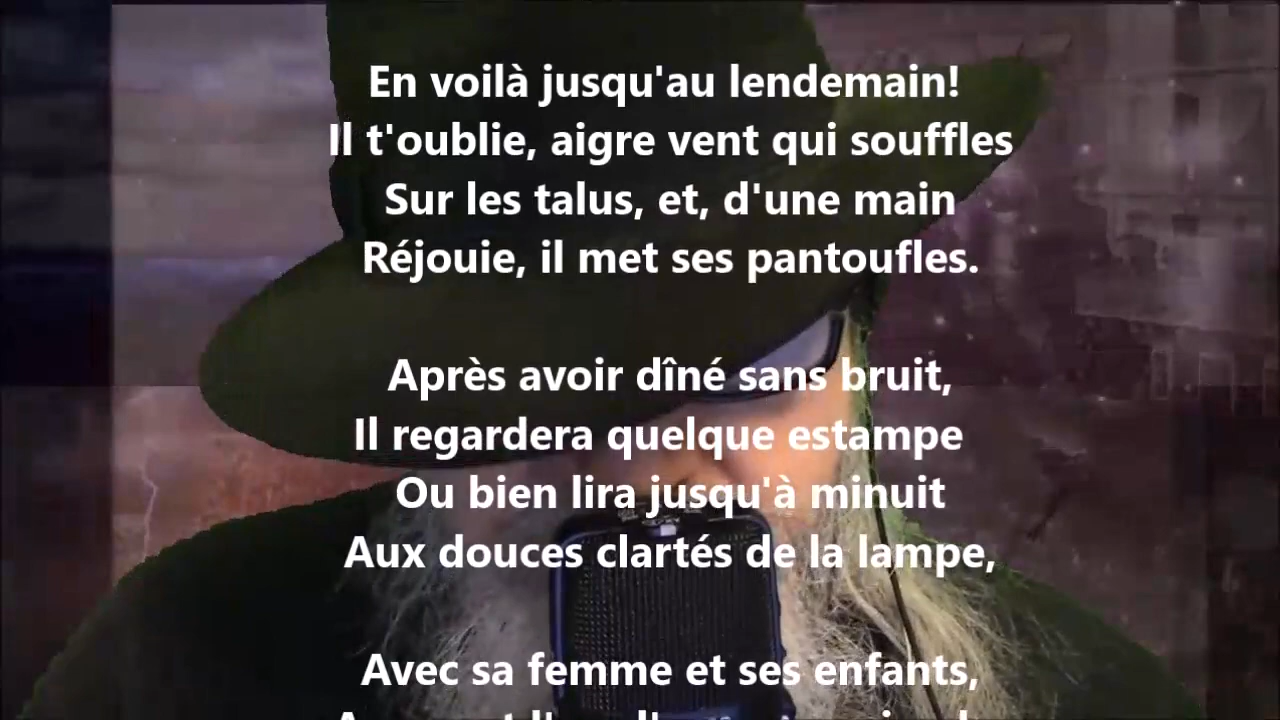 En voilà jusqu'au lendemain!
Il t'oublie, aigre vent qui souffles
Sur les talus, et, d'une main
Réjouie, il met ses pantoufles.
Après avoir dîné sans bruit,
Il regardera quelque estampe
Ou bien lira jusqu'à minuit
Aux douces clartés de la lampe,
Avec sa femme et ses enfants,